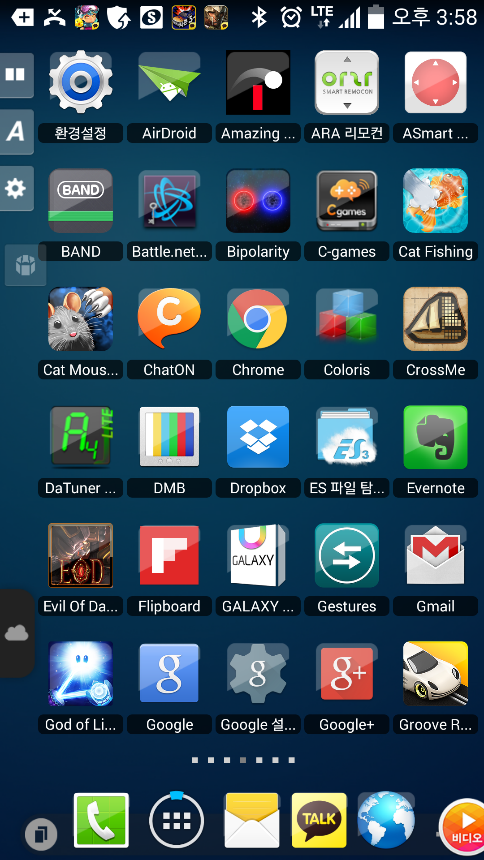 LTE 오후 3:58
A
환경설정 AirDroid Amazing ... ARA 리모컨 ASmart ...
BAND
BAND Battle.net... Bipolarity C-games Cat Fishing
C
Cat Mous... ChatON Chrome Coloris CrossMe
DaTuner ... DMB Dropbox ES 파일 탐... Evernote
GALAXY
Evil Of Da... Flipboard GALAXY ... Gestures Gmail
g g g+
God of Li... Google Google 설... Google+ Groove R...
TALK
비디오